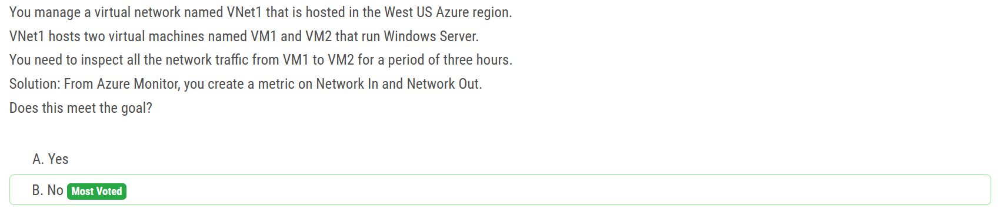 You manage a virtual network named VNet1 that is hosted in the West US Azure region.
VNet1 hosts two virtual machines named VM1 and VM2 that run Windows Server.
You need to inspect all the network traffic from VM1 to VM2 for a period of three hours.
Solution: From Azure Monitor, you create a metric on Network In and Network Out.
Does this meet the goal?
A. Yes
B. No Most Voted